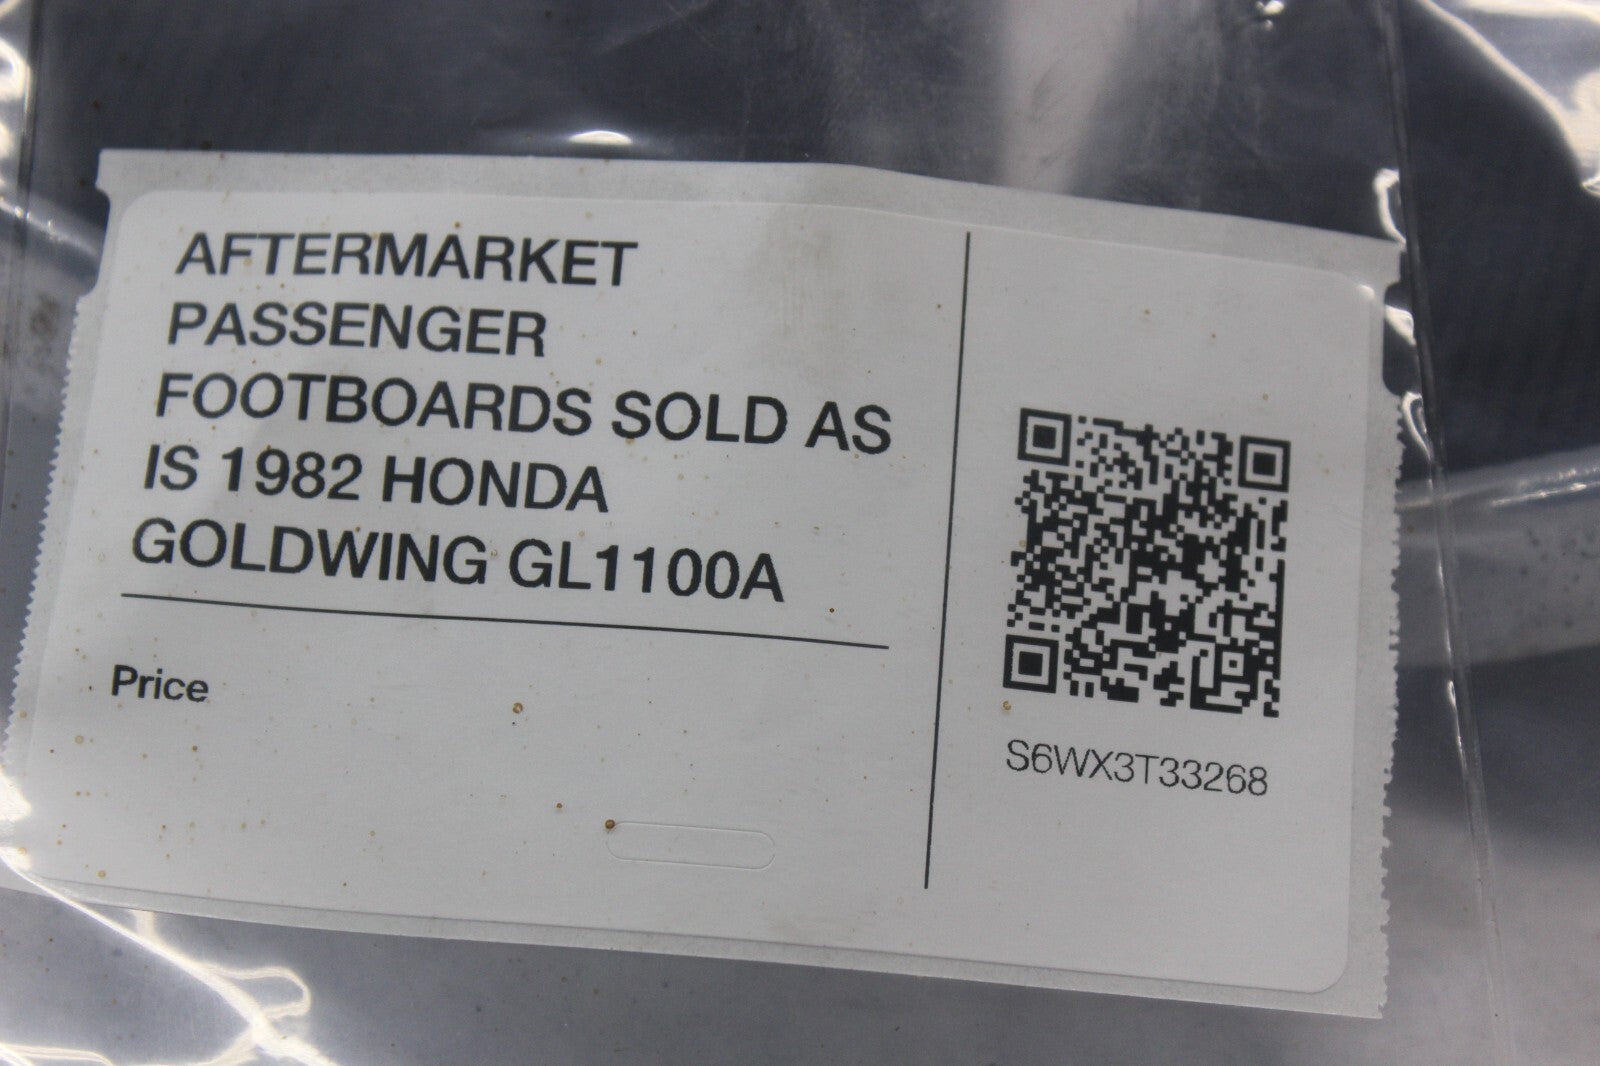 AFTERMARKET
PASSENGER
FOOTBOARDS SOLD AS
IS 1982 HONDA
GOLDWING GL1100A
Price
S6WX3T33268